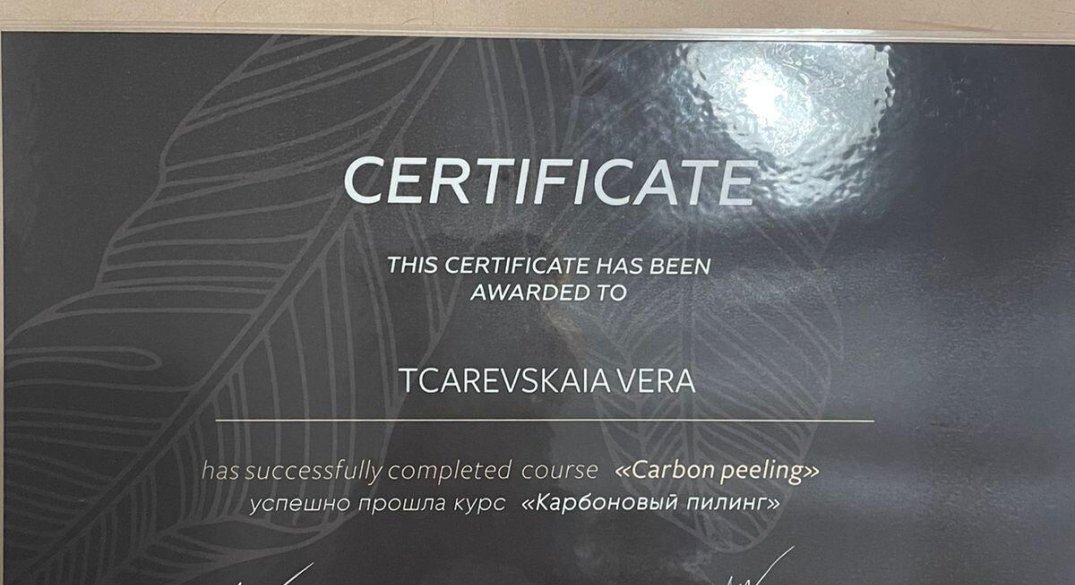 CERTIFICATE
THIS CERTIFICATE HAS BEEN
AWARDED TO
TCAREVSKAIA VERA
has successfully completed course «Carbon peeling»
успешно прошла курс «Карбоновый пилинг»